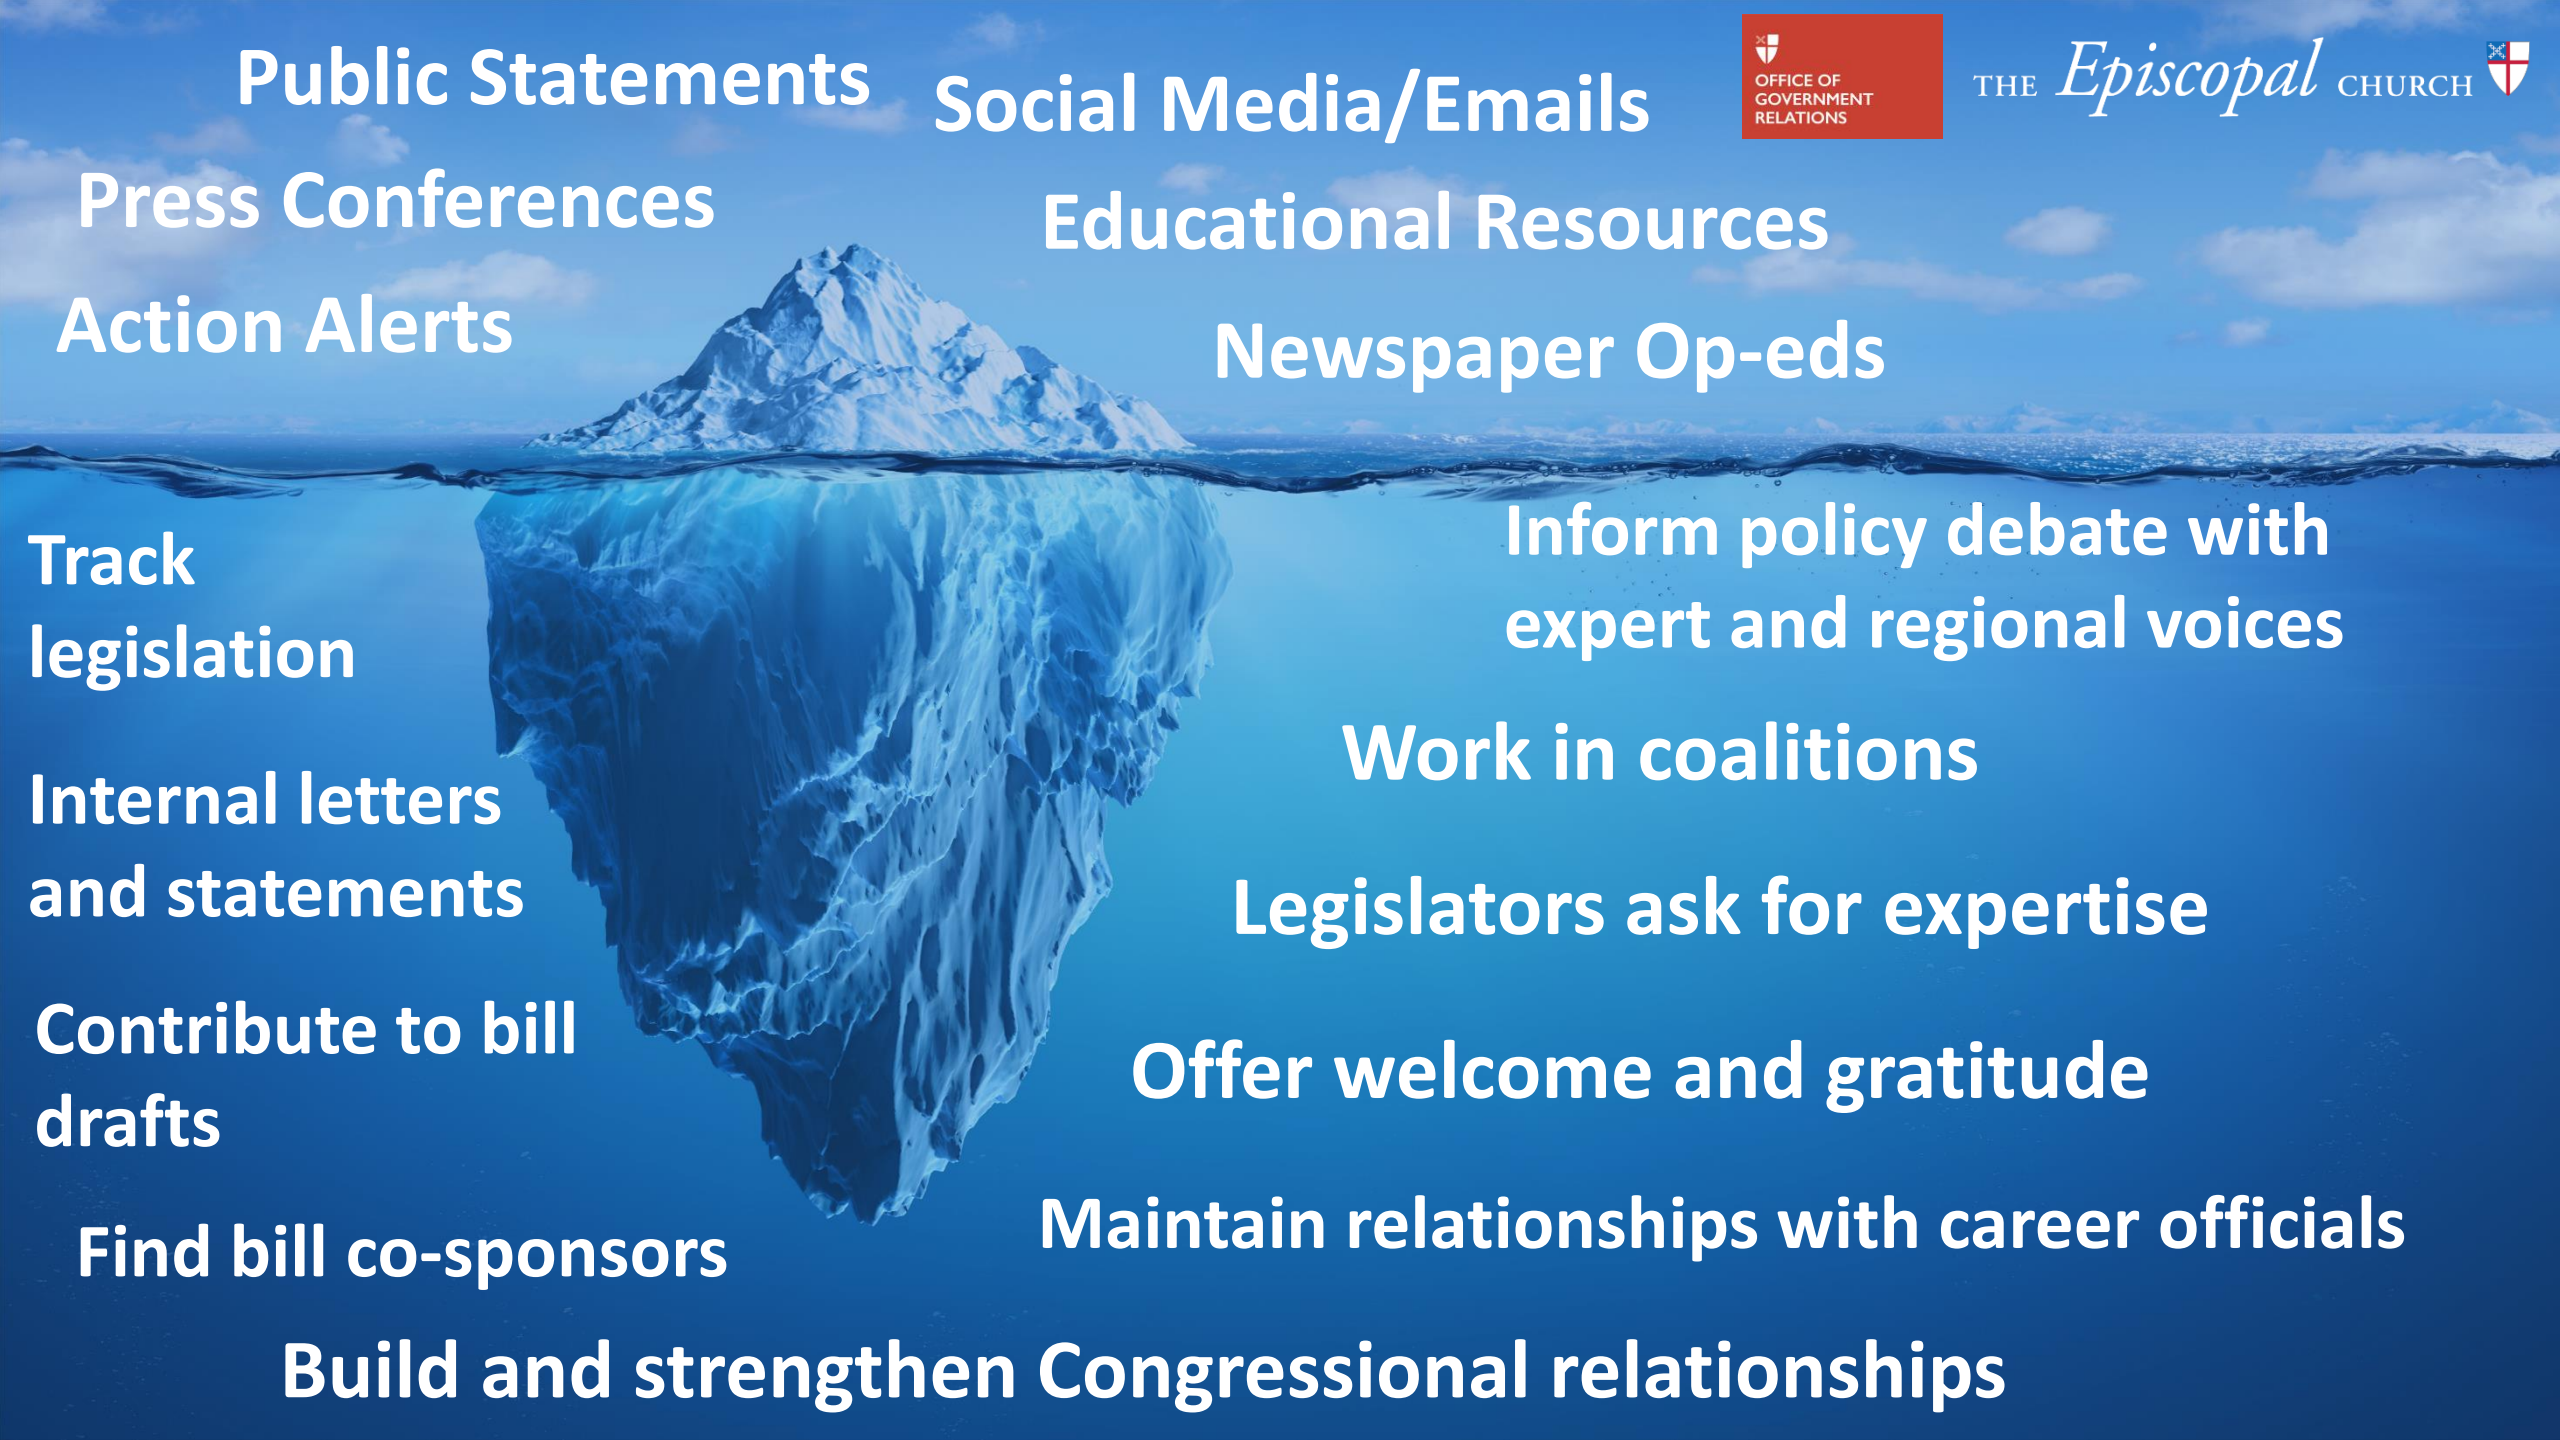 Public Statements
Social Media/Emails
OFFICE OF
GOVERNMENT
RELATIONS
THE Episcopal CHURCH
Press Conferences
Educational Resources
Action Alerts
Newspaper Op-eds
Track
legislation
Inform policy debate with
expert and regional voices
Work in coalitions
Internal letters
and statements
Legislators ask for expertise
Contribute to bill
drafts
Offer welcome and gratitude
Find bill co-sponsors
Maintain relationships with career officials
Build and strengthen Congressional relationships